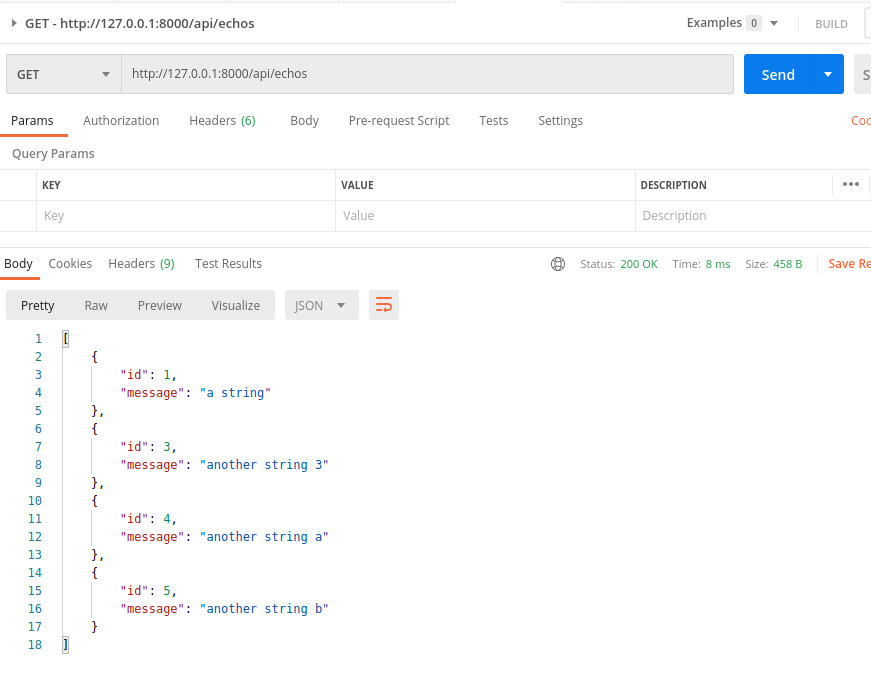 GET - http://127.0.0.1:8000/api/echos Examples 0 BUILD
GET http://127.0.0.1:8000/api/echos Send S
Params Authorization Headers (6) Body Pre-request Script Tests Settings Coo
Query Params
KEY VALUE DESCRIPTION •••
Key Value Description
Body Cookies Headers (9) Test Results Status: 200 OK Time: 8 ms Size: 458 B Save Re
Pretty Raw Preview Visualize JSON
1 [
2 {
3 "id": 1,
4 "message": "a string"
5 },
6 {
7 "id": 3,
8 "message": "another string 3"
9 },
10 {
11 "id": 4,
12 "message": "another string a"
13 },
14 {
15 "id": 5,
16 "message": "another string b"
17 }
18 ]